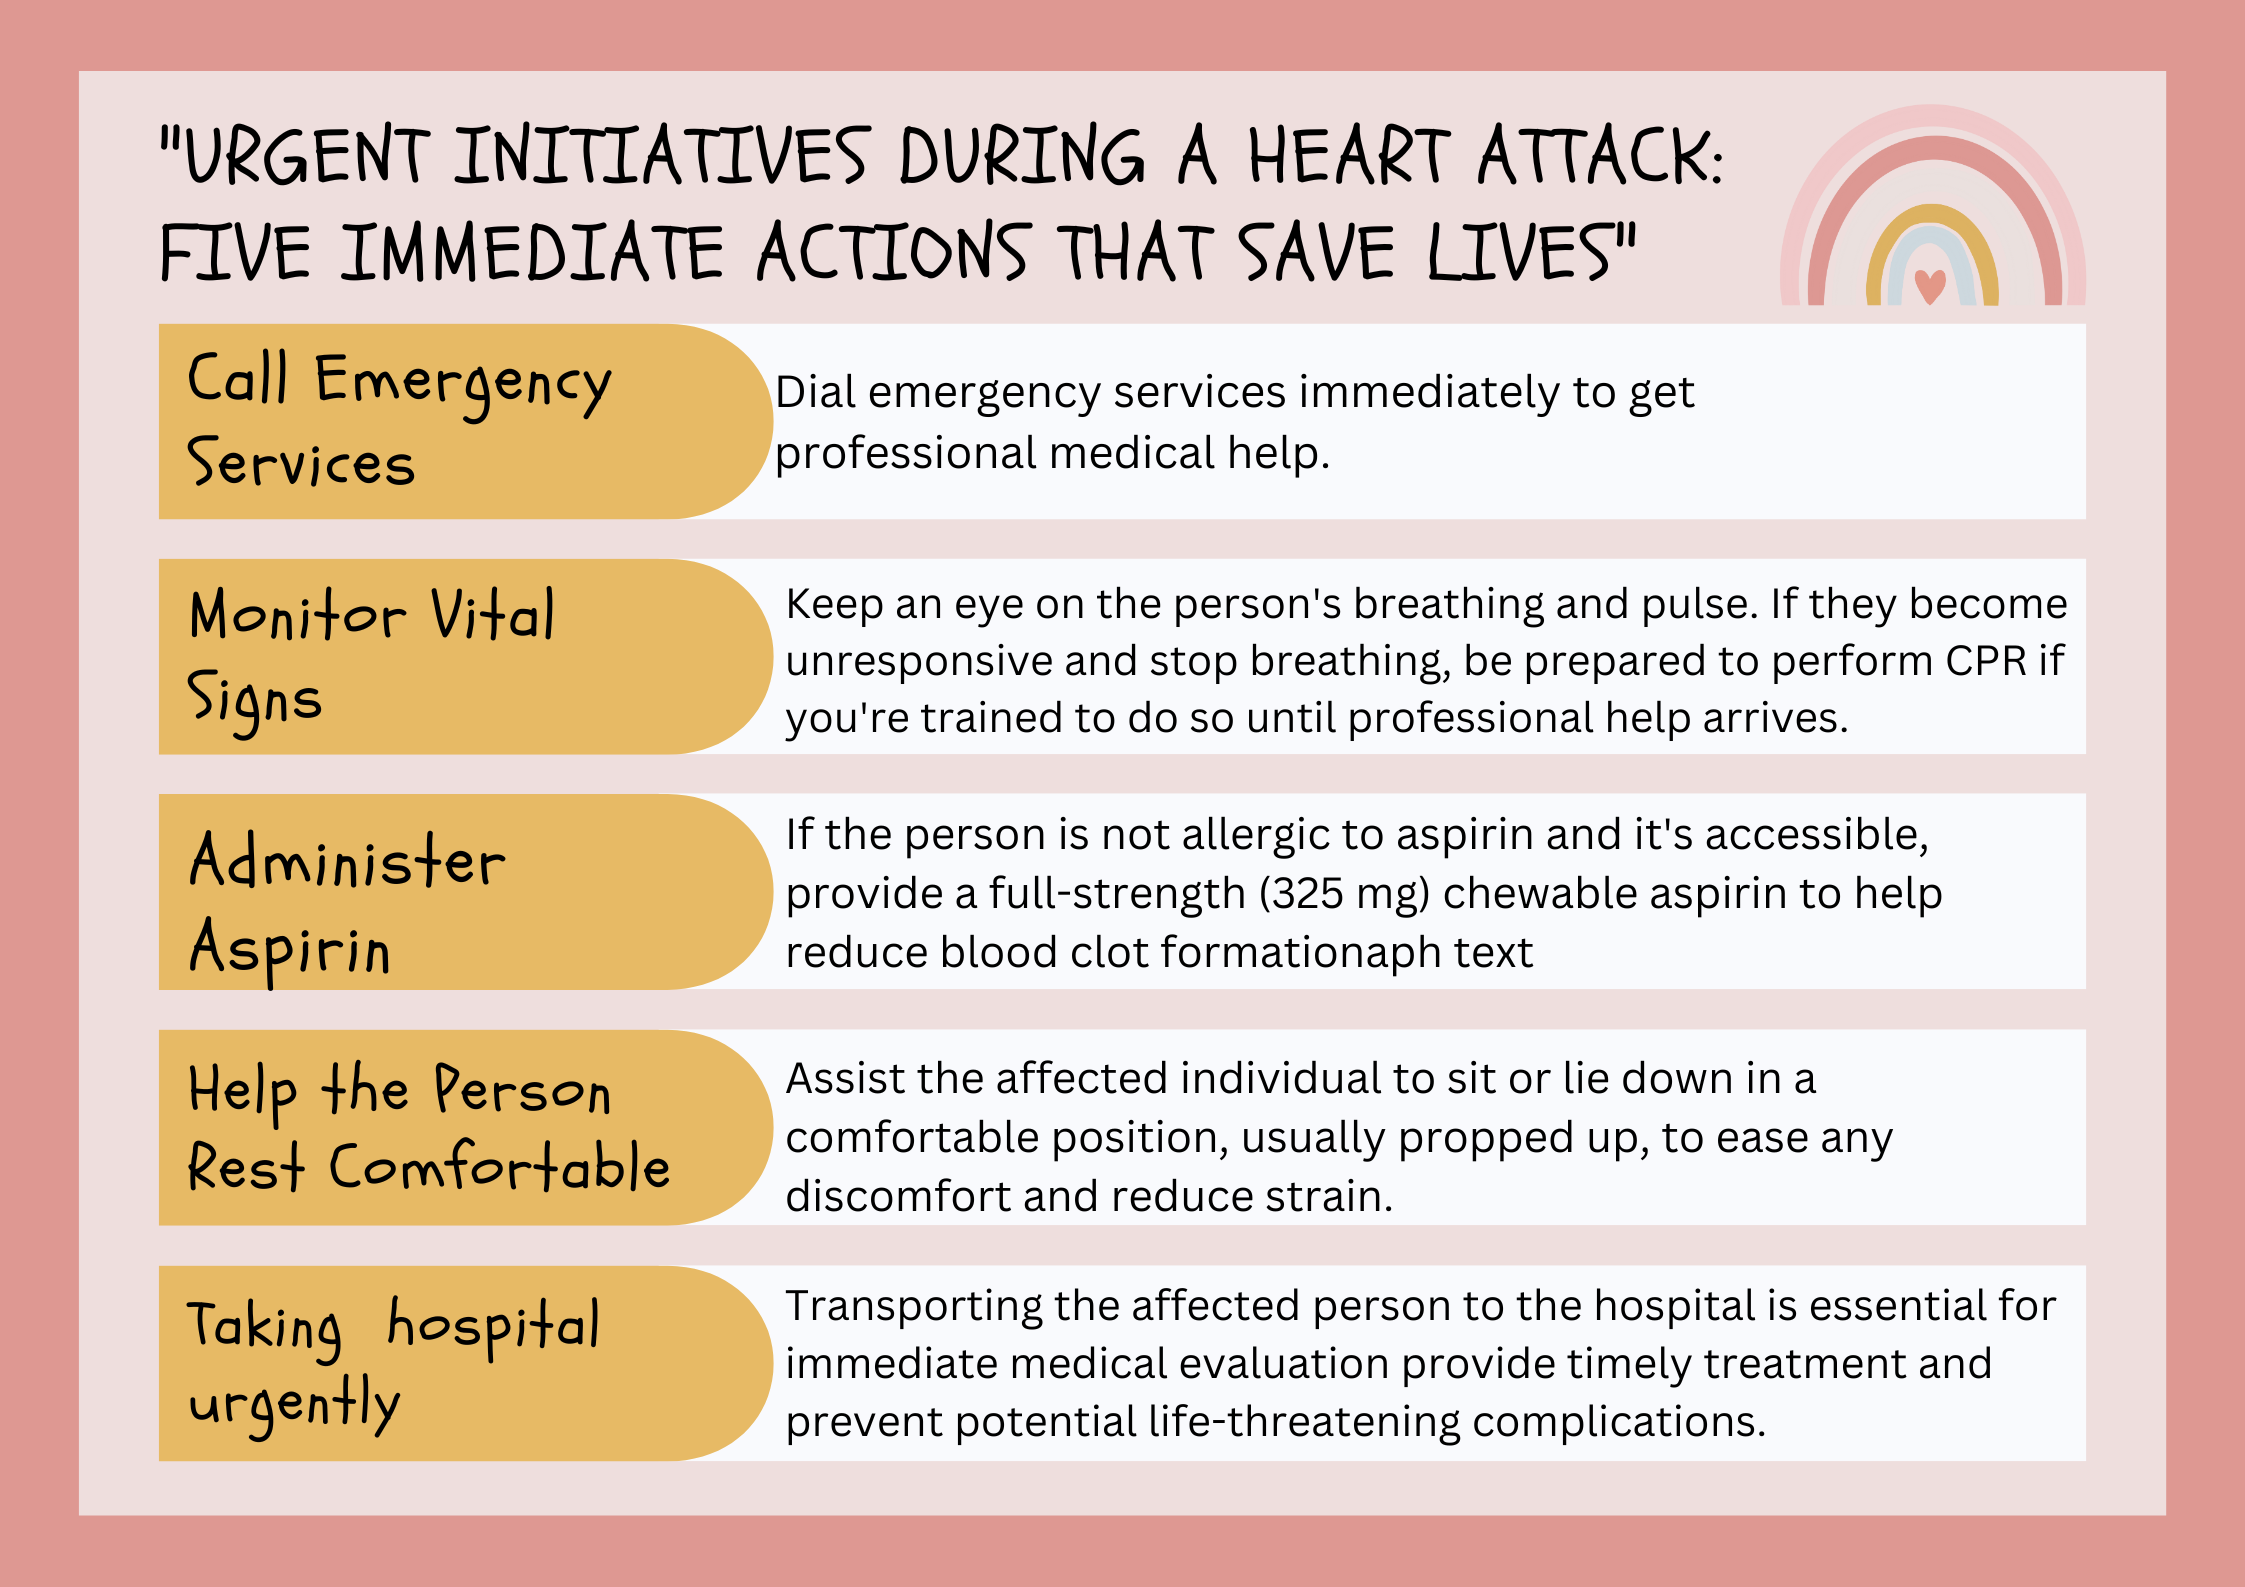 "URGENT INITIATIVES DURING A HEART ATTACK:
FIVE IMMEDIATE ACTIONS THAT SAVE LIVES"
Call Emergency
Services
Dial emergency services immediately to get
professional medical help.
Monitor Vital
Signs
Keep an eye on the person's breathing and pulse. If they become
unresponsive and stop breathing, be prepared to perform CPR if
you're trained to do so until professional help arrives.
Administer
Aspirin
If the person is not allergic to aspirin and it's accessible,
provide a full-strength (325 mg) chewable aspirin to help
reduce blood clot formationaph text
Help the Person
Rest Comfortable
Assist the affected individual to sit or lie down in a
comfortable position, usually propped up, to ease any
discomfort and reduce strain.
Taking hospital
urgently
Transporting the affected person to the hospital is essential for
immediate medical evaluation provide timely treatment and
prevent potential life-threatening complications.